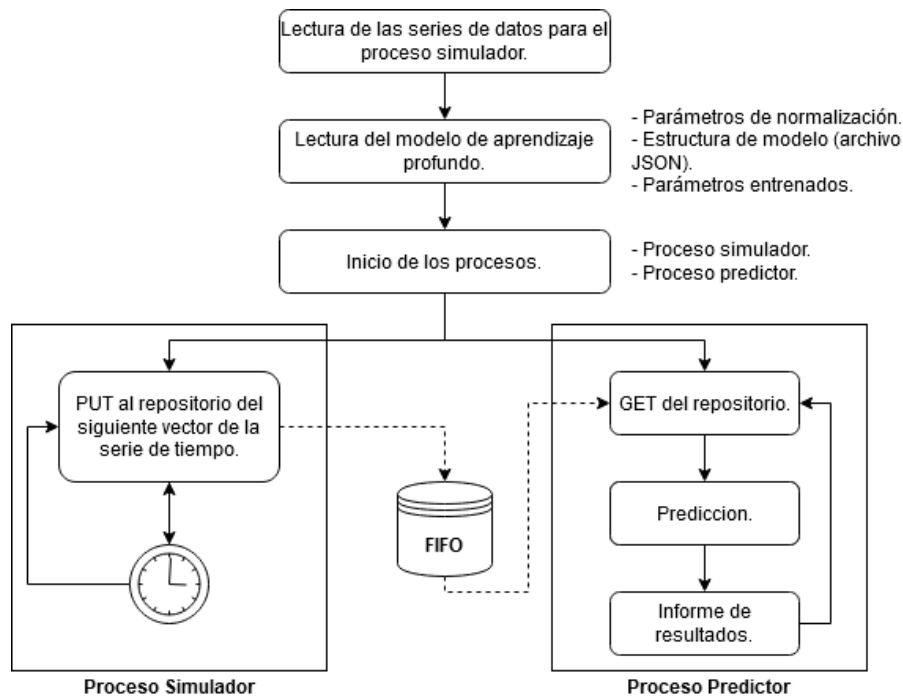 Lectura de las series de datos para el
proceso simulador.
Lectura del modelo de aprendizaje
profundo.
- Parámetros de normalización.
- Estructura de modelo (archivo
JSON).
- Parámetros entrenados.
Inicio de los procesos.
- Proceso simulador.
- Proceso predictor.
PUT al repositorio del
siguiente vector de la
serie de tiempo.
FIFO
GET del repositorio.
Prediccion.
Informe de
resultados.
Proceso Simulador
Proceso Predictor